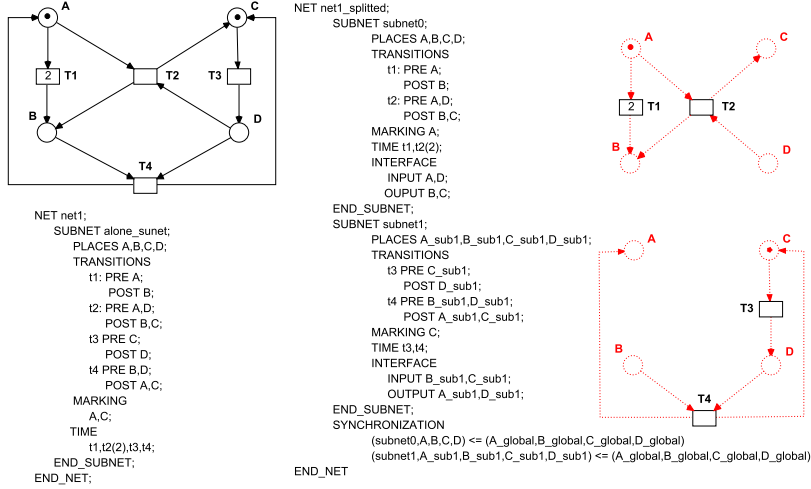 A
C
2
T1
T2
T3
B
D
T4
NET net1;
SUBNET alone_sunet;
PLACES A,B,C,D;
TRANSITIONS
t1: PRE A;
POST B;
t2: PRE A,D;
POST B,C;
t3 PRE C;
POST D;
t4 PRE B,D;
POST A,C;
MARKING
A,C;
TIME
t1,t2(2),t3,t4;
END_SUBNET;
END_NET;
NET net1_splitted;
SUBNET subnet0;
PLACES A,B,C,D;
TRANSITIONS
t1: PRE A;
POST B;
t2: PRE A,D;
POST B,C;
MARKING A;
TIME t1,t2(2);
INTERFACE
INPUT A,D;
OUPUT B,C;
END_SUBNET;
SUBNET subnet1;
PLACES A_sub1,B_sub1,C_sub1,D_sub1;
TRANSITIONS
t3 PRE C_sub1;
POST D_sub1;
t4 PRE B_sub1,D_sub1;
POST A_sub1,C_sub1;
MARKING C;
TIME t3,t4;
INTERFACE
INPUT B_sub1,C_sub1;
OUTPUT A_sub1,D_sub1;
END_SUBNET;
SYNCHRONIZATION
(subnet0,A,B,C,D) <= (A_global,B_global,C_global,D_global)
(subnet1,A_sub1,B_sub1,C_sub1,D_sub1) <= (A_global,B_global,C_global,D_global)
END_NET
A
C
2
T1
T2
B
D
A
C
T3
B
D
T4